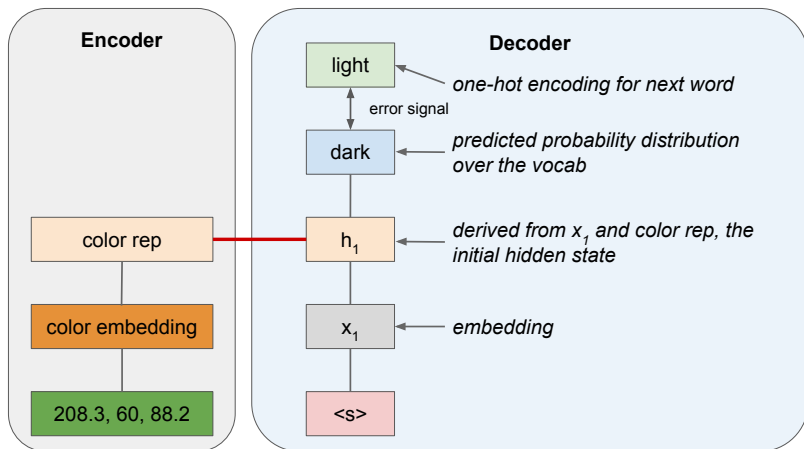 Encoder
color rep
color embedding
208.3, 60, 88.2
Decoder
light
one-hot encoding for next word
error signal
dark
predicted probability distribution
over the vocab
h₁
derived from x₁ and color rep, the
initial hidden state
x₁
embedding
<s>